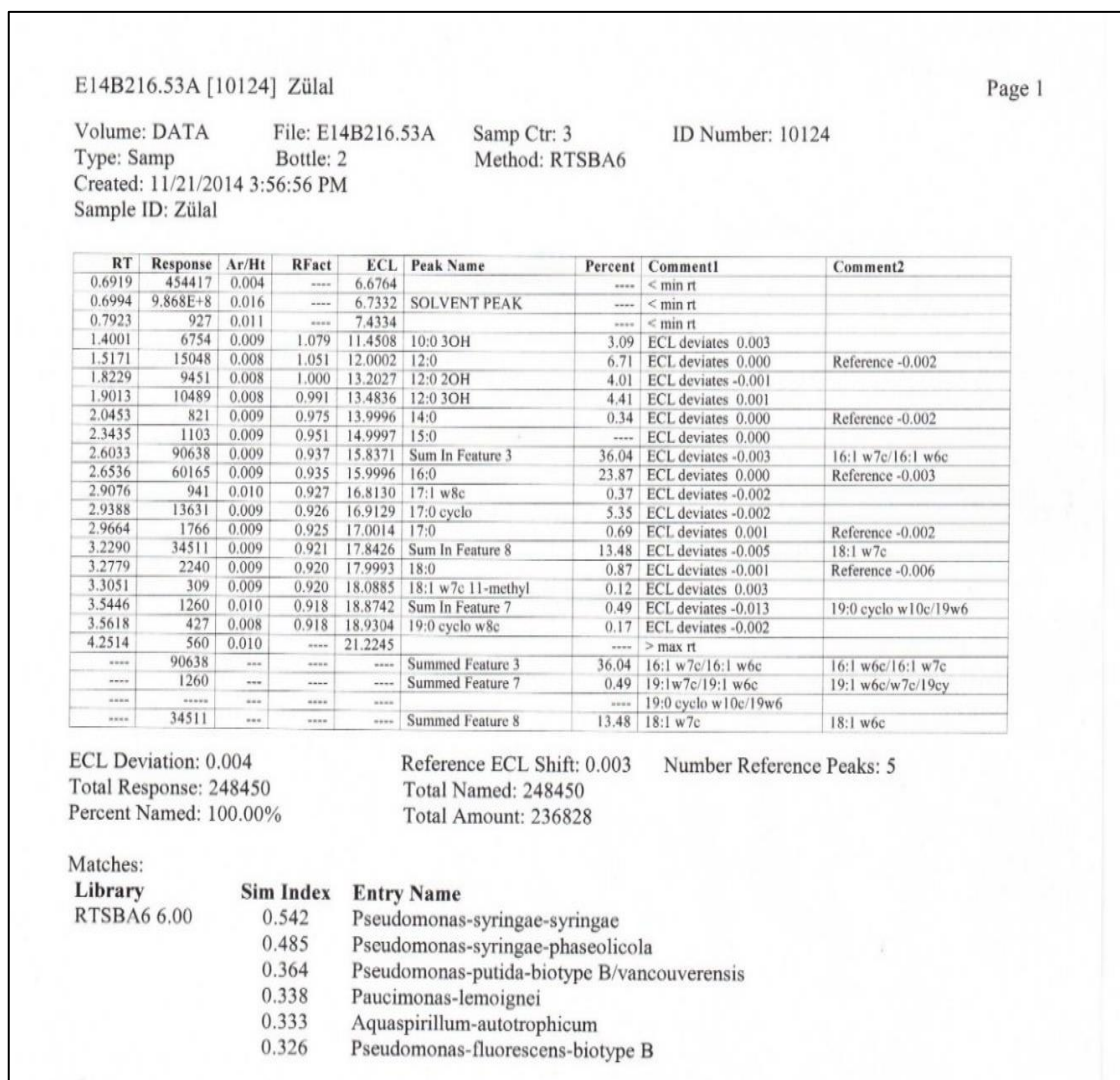 E14B216.53A [10124] Zülal Page 1
Volume: DATA File: E14B216.53A Samp Ctr: 3 ID Number: 10124
Type: Samp Bottle: 2 Method: RTSBA6
Created: 11/21/2014 3:56:56 PM
Sample ID: Zülal
RT Response Ar/Ht RFact ECL Peak Name Percent Comment1 Comment2
0.6919 454417 0.004 ---- 6.6764 ---- < min rt
0.6994 9.868E+8 0.016 ---- 6.7332 SOLVENT PEAK ---- < min rt
0.7923 927 0.011 ---- 7.4334 ---- < min rt
1.4001 6754 0.009 1.079 11.4508 10:0 3OH 3.09 ECL deviates 0.003
1.5171 15048 0.008 1.051 12.0002 12:0 6.71 ECL deviates 0.000 Reference -0.002
1.8229 9451 0.008 1.000 13.2027 12:0 2OH 4.01 ECL deviates -0.001
1.9013 10489 0.008 0.991 13.4836 12:0 3OH 4.41 ECL deviates 0.001
2.0453 821 0.009 0.975 13.9996 14:0 0.34 ECL deviates 0.000 Reference -0.002
2.3435 1103 0.009 0.951 14.9997 15:0 ---- ECL deviates 0.000
2.6033 90638 0.009 0.937 15.8371 Sum In Feature 3 36.04 ECL deviates -0.003 16:1 w7c/16:1 w6c
2.6536 60165 0.009 0.935 15.9996 16:0 23.87 ECL deviates 0.000 Reference -0.003
2.9076 941 0.010 0.927 16.8130 17:1 w8c 0.37 ECL deviates -0.002
2.9388 13631 0.009 0.926 16.9129 17:0 cyclo 5.35 ECL deviates -0.002
2.9664 1766 0.009 0.925 17.0014 17:0 0.69 ECL deviates 0.001 Reference -0.002
3.2290 34511 0.009 0.921 17.8426 Sum In Feature 8 13.48 ECL deviates -0.005 18:1 w7c
3.2779 2240 0.009 0.920 17.9993 18:0 0.87 ECL deviates -0.001 Reference -0.006
3.3051 309 0.009 0.920 18.0885 18:1 w7c 11-methyl 0.12 ECL deviates 0.003
3.5446 1260 0.010 0.918 18.8742 Sum In Feature 7 0.49 ECL deviates -0.013 19:0 cyclo w10c/19w6
3.5618 427 0.008 0.918 18.9304 19:0 cyclo w8c 0.17 ECL deviates -0.002
4.2514 560 0.010 ---- 21.2245 ---- > max rt
---- 90638 --- ---- ---- Summed Feature 3 36.04 16:1 w7c/16:1 w6c 16:1 w6c/16:1 w7c
---- 1260 --- ---- ---- Summed Feature 7 0.49 19:1w7c/19:1 w6c 19:1 w6c/w7c/19cy
---- ----- --- ---- ---- ---- 19:0 cyclo w10c/19w6
---- 34511 --- ---- ---- Summed Feature 8 13.48 18:1 w7c 18:1 w6c
ECL Deviation: 0.004 Reference ECL Shift: 0.003 Number Reference Peaks: 5
Total Response: 248450 Total Named: 248450
Percent Named: 100.00% Total Amount: 236828
Matches:
Library Sim Index Entry Name
RTSBA6 6.00 0.542 Pseudomonas-syringae-syringae
0.485 Pseudomonas-syringae-phaseolicola
0.364 Pseudomonas-putida-biotype B/vancouverensis
0.338 Paucimonas-lemoignei
0.333 Aquaspirillum-autotrophicum
0.326 Pseudomonas-fluorescens-biotype B